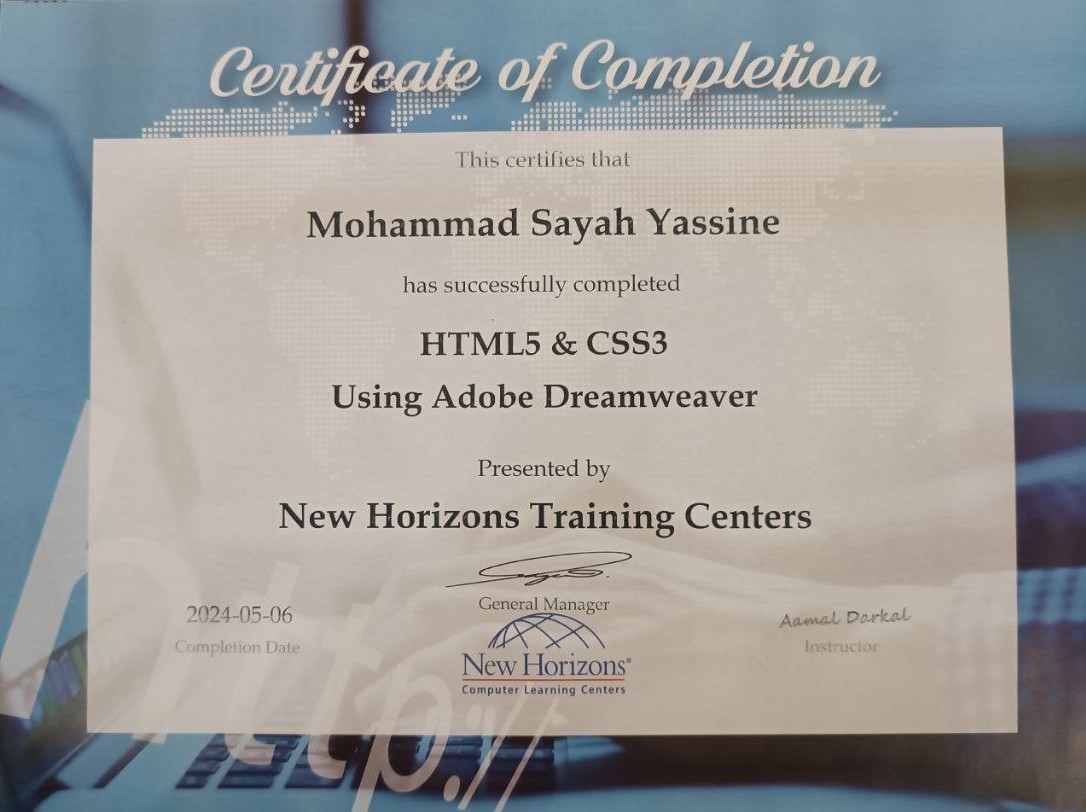 Certificate of Completion
This certifies that
Mohammad Sayah Yassine
has successfully completed
HTML5 & CSS3
Using Adobe Dreamweaver
Presented by
New Horizons Training Centers
General Manager
2024-05-06
Completion Date
Aamal Darkal
Instructor
New Horizons®
Computer Learning Centers
http://